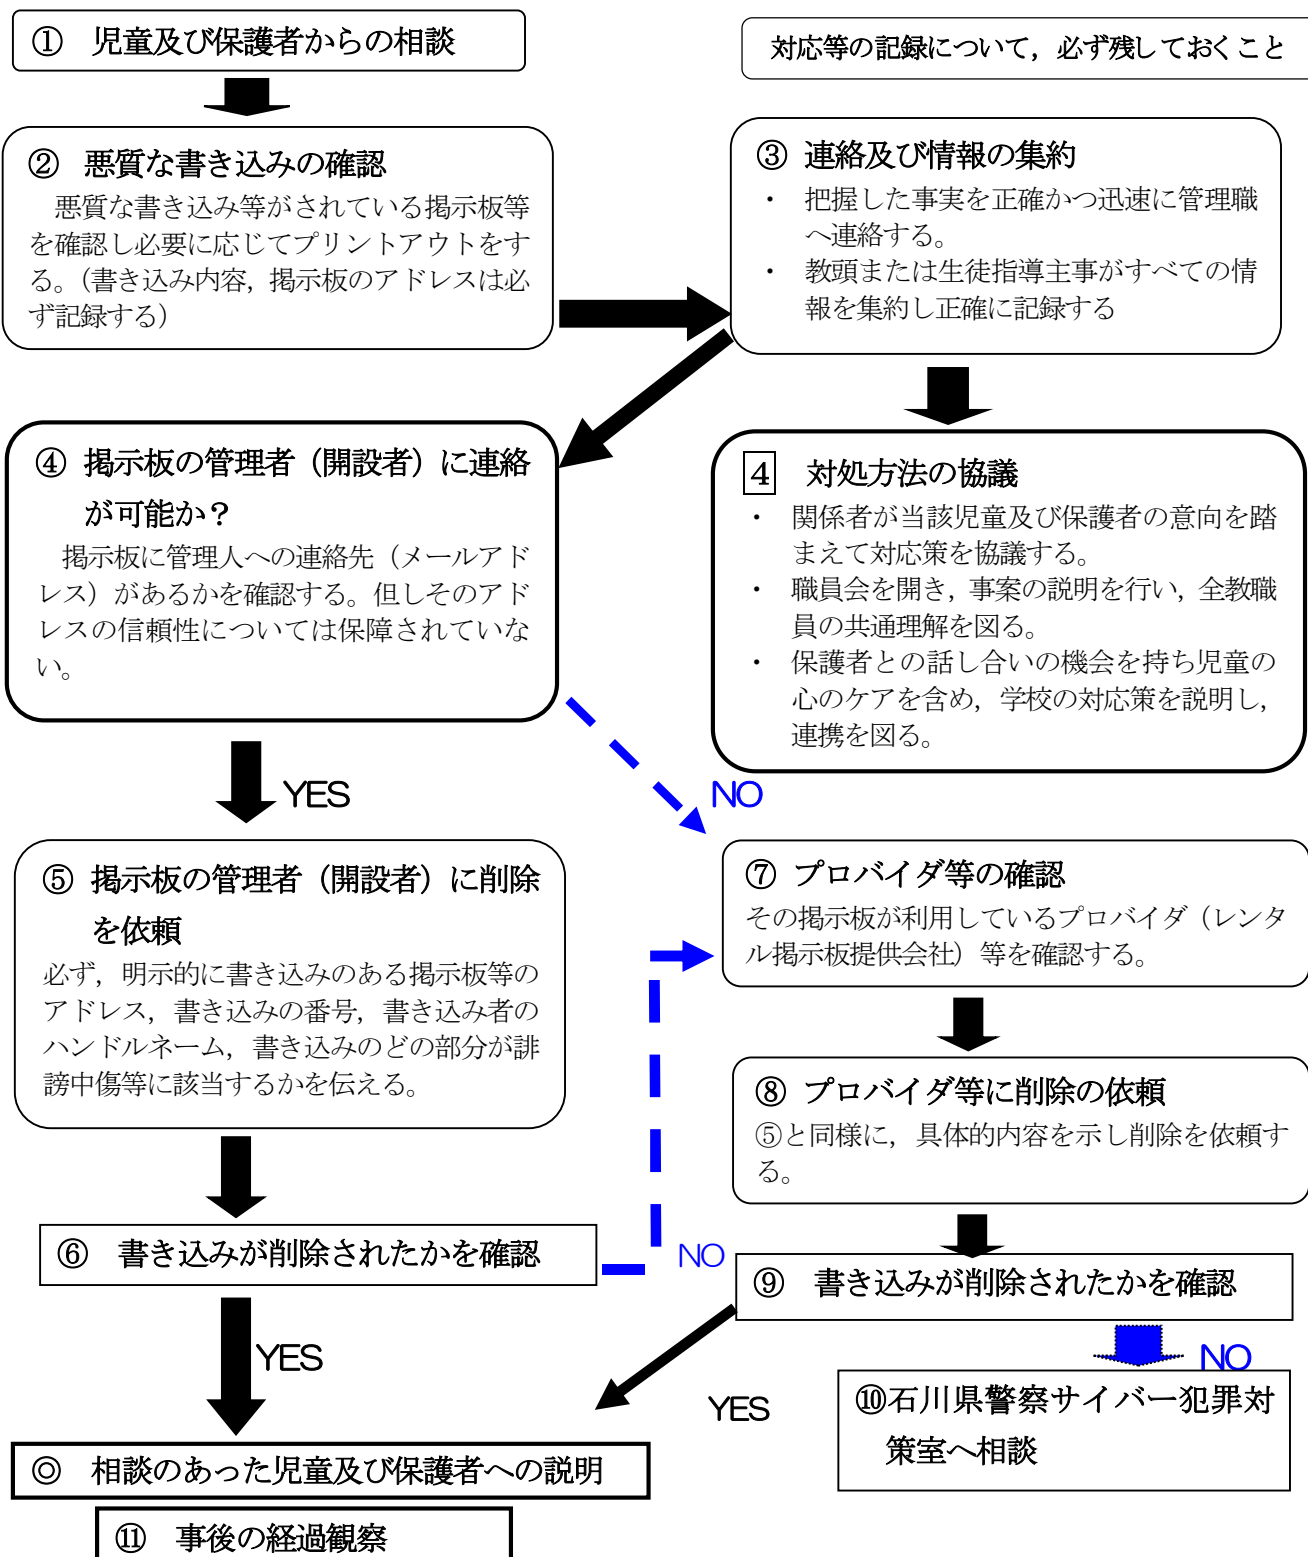 ① 児童及び保護者からの相談
対応等の記録について，必ず残しておくこと
② 悪質な書き込みの確認
悪質な書き込み等がされている掲示板等
を確認し必要に応じてプリントアウトをす
る。（書き込み内容，掲示板のアドレスは必
ず記録する）
③ 連絡及び情報の集約
・ 把握した事実を正確かつ迅速に管理職
へ連絡する。
・ 教頭または生徒指導主事がすべての情
報を集約し正確に記録する
④ 掲示板の管理者（開設者）に連絡
が可能か？
掲示板に管理人への連絡先（メールアド
レス）があるかを確認する。但しそのアド
レスの信頼性については保障されていな
い。
4 対処方法の協議
・ 関係者が当該児童及び保護者の意向を踏
まえて対応策を協議する。
・ 職員会を開き，事案の説明を行い，全教職
員の共通理解を図る。
・ 保護者との話し合いの機会を持ち児童の
心のケアを含め，学校の対応策を説明し，
連携を図る。
YES
NO
⑤ 掲示板の管理者（開設者）に削除
を依頼
必ず，明示的に書き込みのある掲示板等の
アドレス，書き込みの番号，書き込み者の
ハンドルネーム，書き込みのどの部分が誹
謗中傷等に該当するかを伝える。
⑦ プロバイダ等の確認
その掲示板が利用しているプロバイダ（レンタ
ル掲示板提供会社）等を確認する。
⑧ プロバイダ等に削除の依頼
⑤と同様に，具体的内容を示し削除を依頼す
る。
⑥ 書き込みが削除されたかを確認
NO
⑨ 書き込みが削除されたかを確認
YES
NO
YES
⑩石川県警察サイバー犯罪対
策室へ相談
◎ 相談のあった児童及び保護者への説明
⑪ 事後の経過観察